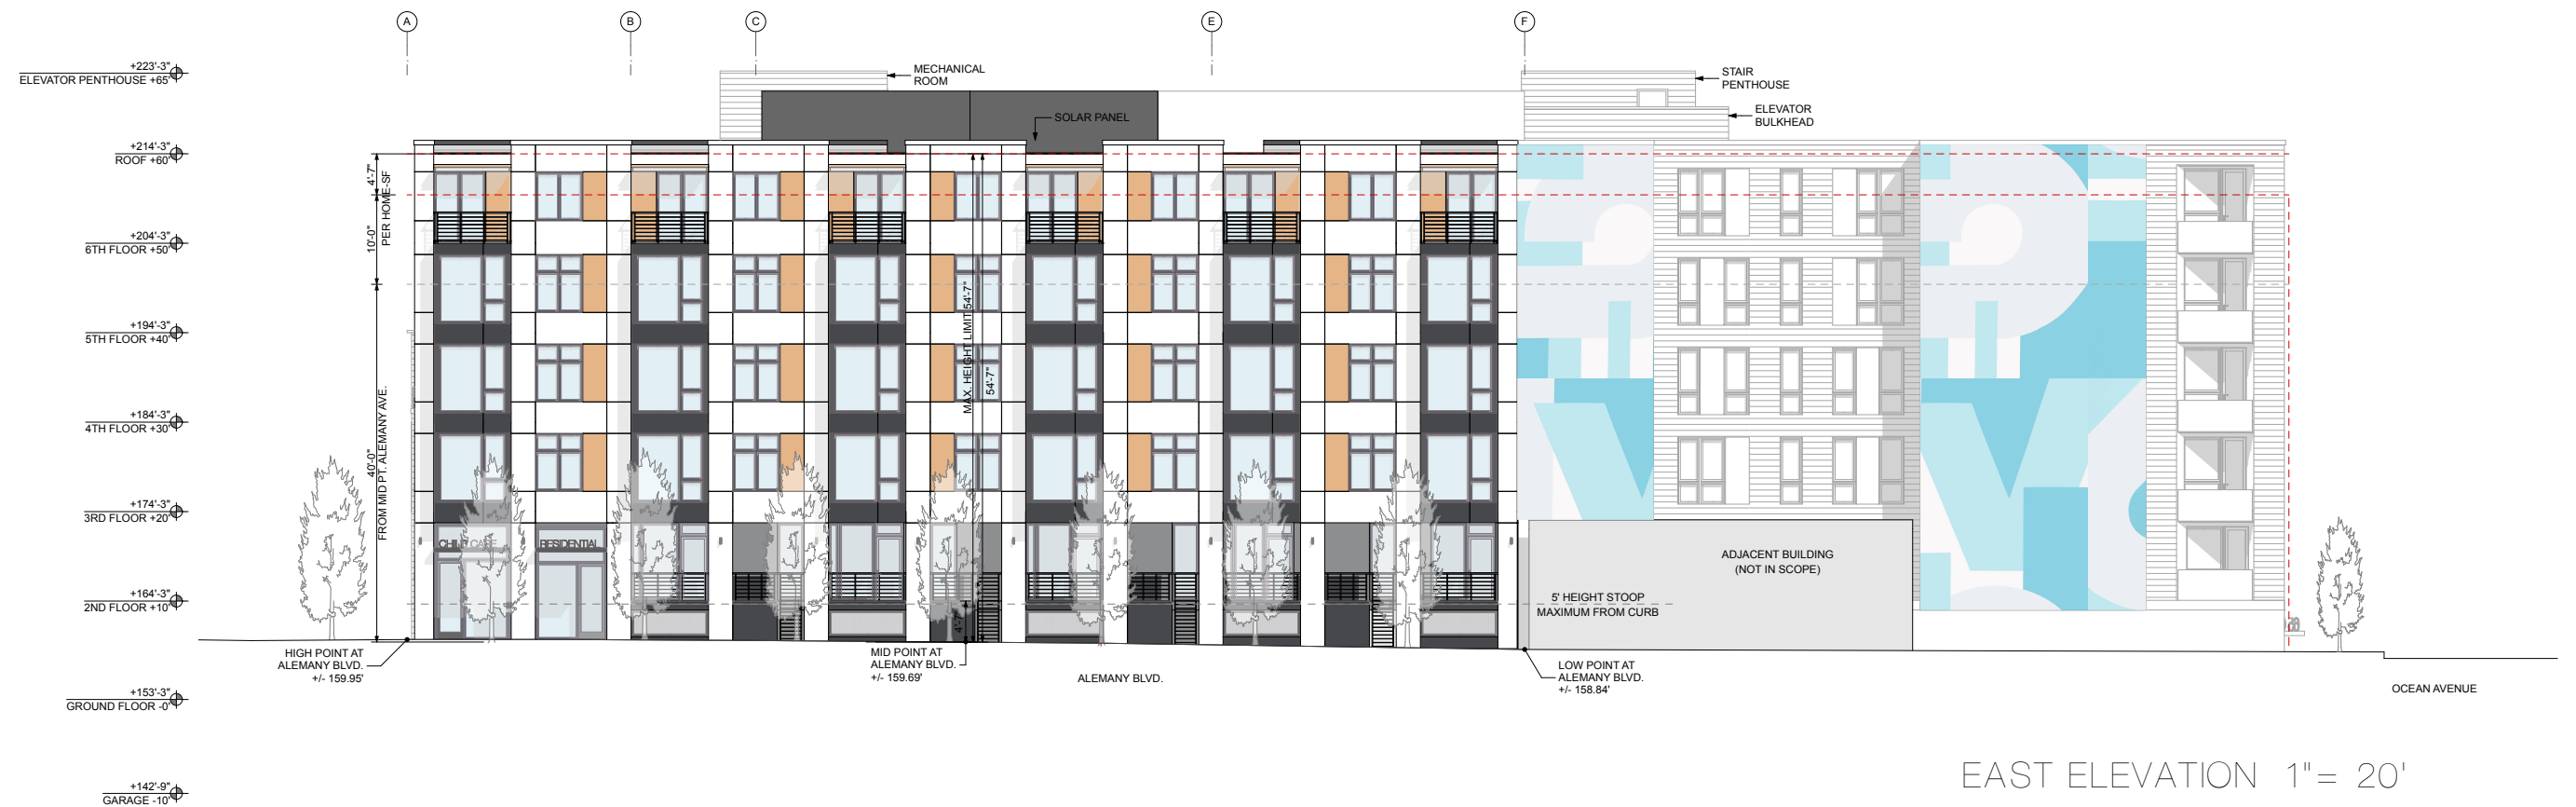 A
B
C
E
F
+223'-3"
ELEVATOR PENTHOUSE +65'
+214'-3"
ROOF +60'
+204'-3"
6TH FLOOR +50'
+194'-3"
5TH FLOOR +40'
+184'-3"
4TH FLOOR +30'
+174'-3"
3RD FLOOR +20'
+164'-3"
2ND FLOOR +10'
+153'-3"
GROUND FLOOR -0'
+142'-9"
GARAGE -10'
4'-7"
10'-0"
PER HOME-SF
40'-0"
FROM MID PT. ALEMANY AVE.
MECHANICAL
ROOM
SOLAR PANEL
STAIR
PENTHOUSE
ELEVATOR
BULKHEAD
MAX. HEIGHT LIMIT 54'-7"
54'-7"
4'-7"
CHILD CARE
RESIDENTIAL
ADJACENT BUILDING
(NOT IN SCOPE)
5' HEIGHT STOOP
MAXIMUM FROM CURB
HIGH POINT AT
ALEMANY BLVD.
+/- 159.95'
MID POINT AT
ALEMANY BLVD.
+/- 159.69'
ALEMANY BLVD.
LOW POINT AT
ALEMANY BLVD.
+/- 158.84'
OCEAN AVENUE
EAST ELEVATION 1"= 20'